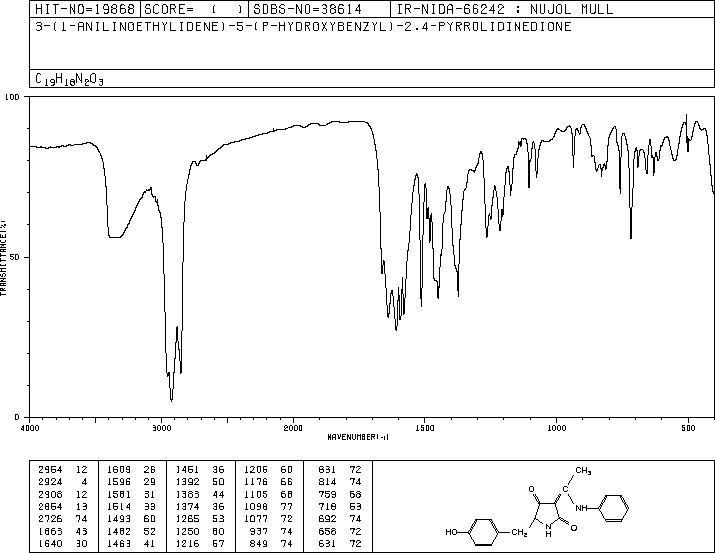 HIT-NO=19868 SCORE= ( ) SDBS-NO=38614 IR-NIDA-66242 : NUJOL MULL
3-(1-ANILINOETHYLIDENE)-5-(P-HYDROXYBENZYL)-2.4-PYRROLIDINEDIONE
C19H18N2O3
100
50
0
TRANSMITTANCE(%)
4000 3000 2000 1500 1000 500
WAVENUMBER(-1)
2954 12 1609 26 1451 36 1206 60 831 72
2924 4 1596 29 1392 50 1176 66 814 74
2908 12 1581 31 1383 44 1105 68 759 68
2854 13 1514 33 1374 36 1098 77 718 53
2726 74 1493 60 1265 53 1077 72 692 74
1663 43 1482 52 1250 60 937 74 658 72
1640 30 1463 41 1216 57 849 74 631 72
CH3
O
C
NH
HO
CH2
NH
O